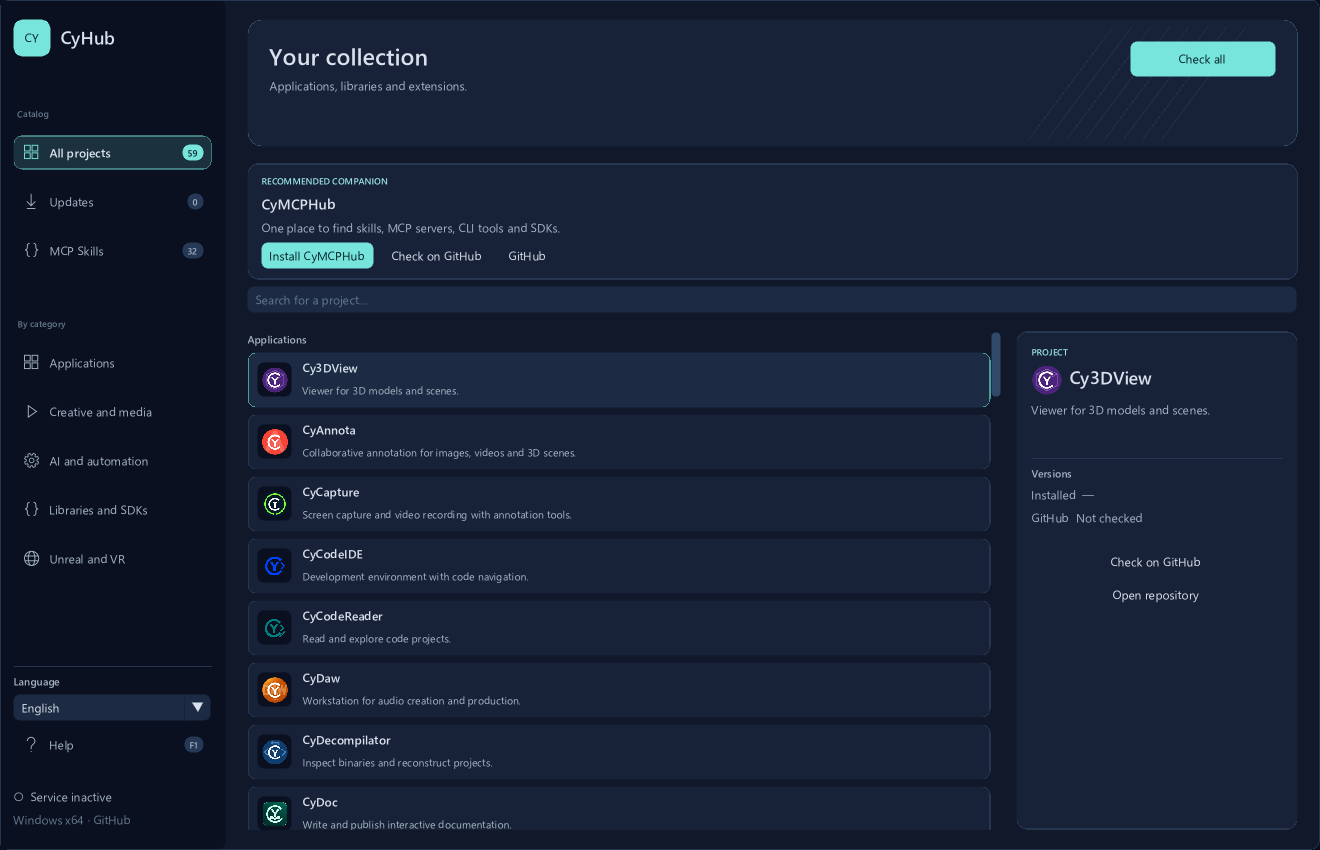 CY CyHub
Catalog
All projects 59
Updates 0
MCP Skills 32
By category
Applications
Creative and media
AI and automation
Libraries and SDKs
Unreal and VR
Language
English
Help F1
Service inactive
Windows x64 · GitHub
Your collection
Applications, libraries and extensions.
Check all
RECOMMENDED COMPANION
CyMCPHub
One place to find skills, MCP servers, CLI tools and SDKs.
Install CyMCPHub Check on GitHub GitHub
Search for a project...
Applications
Cy3DView
Viewer for 3D models and scenes.
CyAnnota
Collaborative annotation for images, videos and 3D scenes.
CyCapture
Screen capture and video recording with annotation tools.
CyCodeIDE
Development environment with code navigation.
CyCodeReader
Read and explore code projects.
CyDaw
Workstation for audio creation and production.
CyDecompilator
Inspect binaries and reconstruct projects.
CyDoc
Write and publish interactive documentation.
PROJECT
Cy3DView
Viewer for 3D models and scenes.
Versions
Installed —
GitHub Not checked
Check on GitHub
Open repository